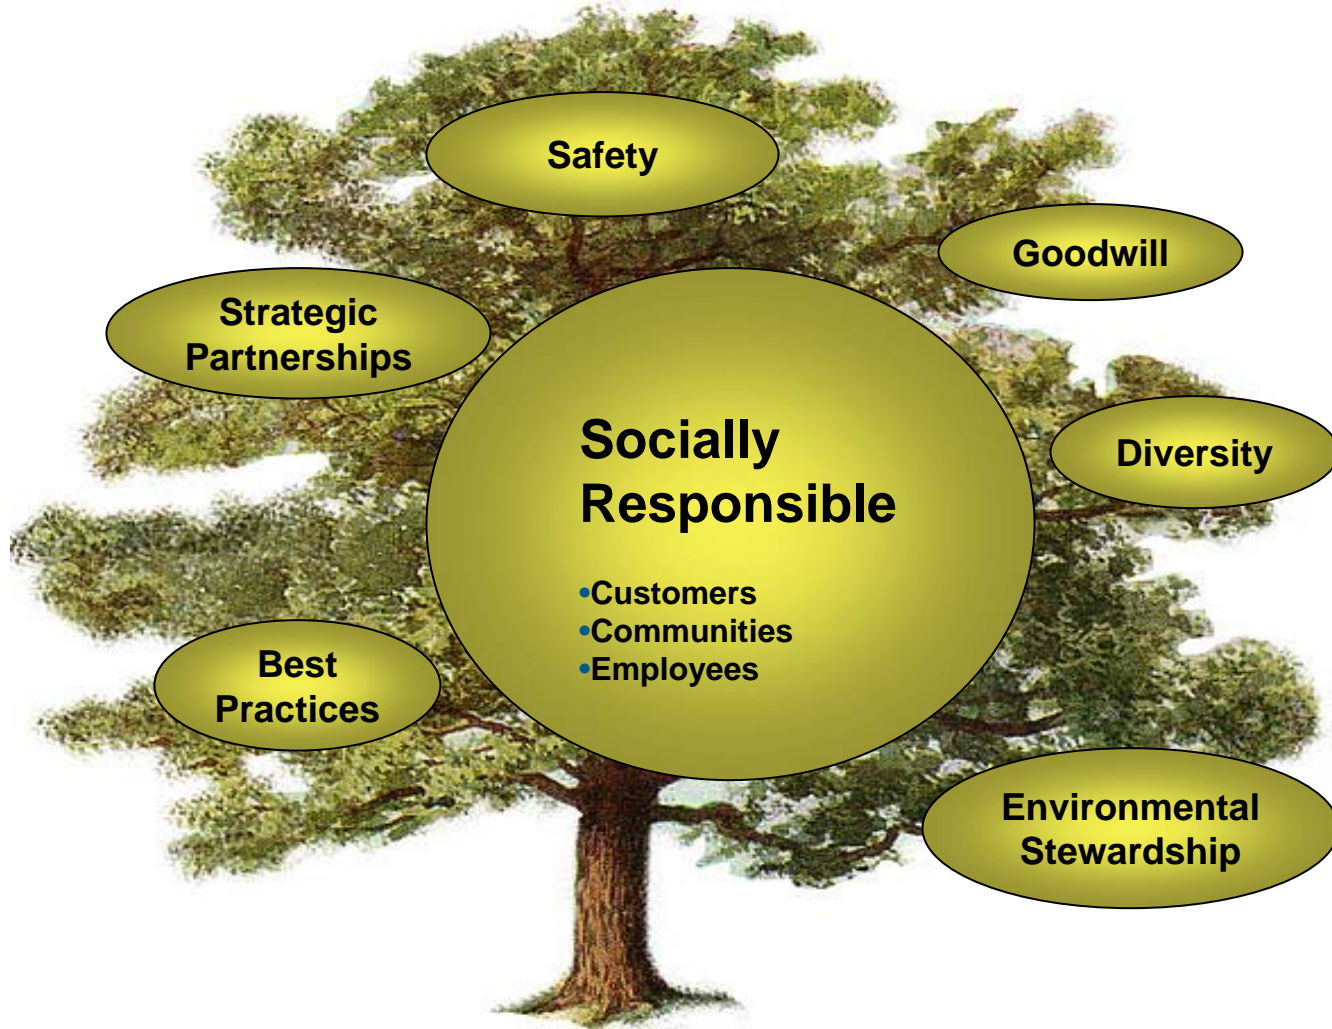 Safety
Goodwill
Strategic
Partnerships
Socially
Responsible
Diversity
•Customers
•Communities
•Employees
Best
Practices
Environmental
Stewardship